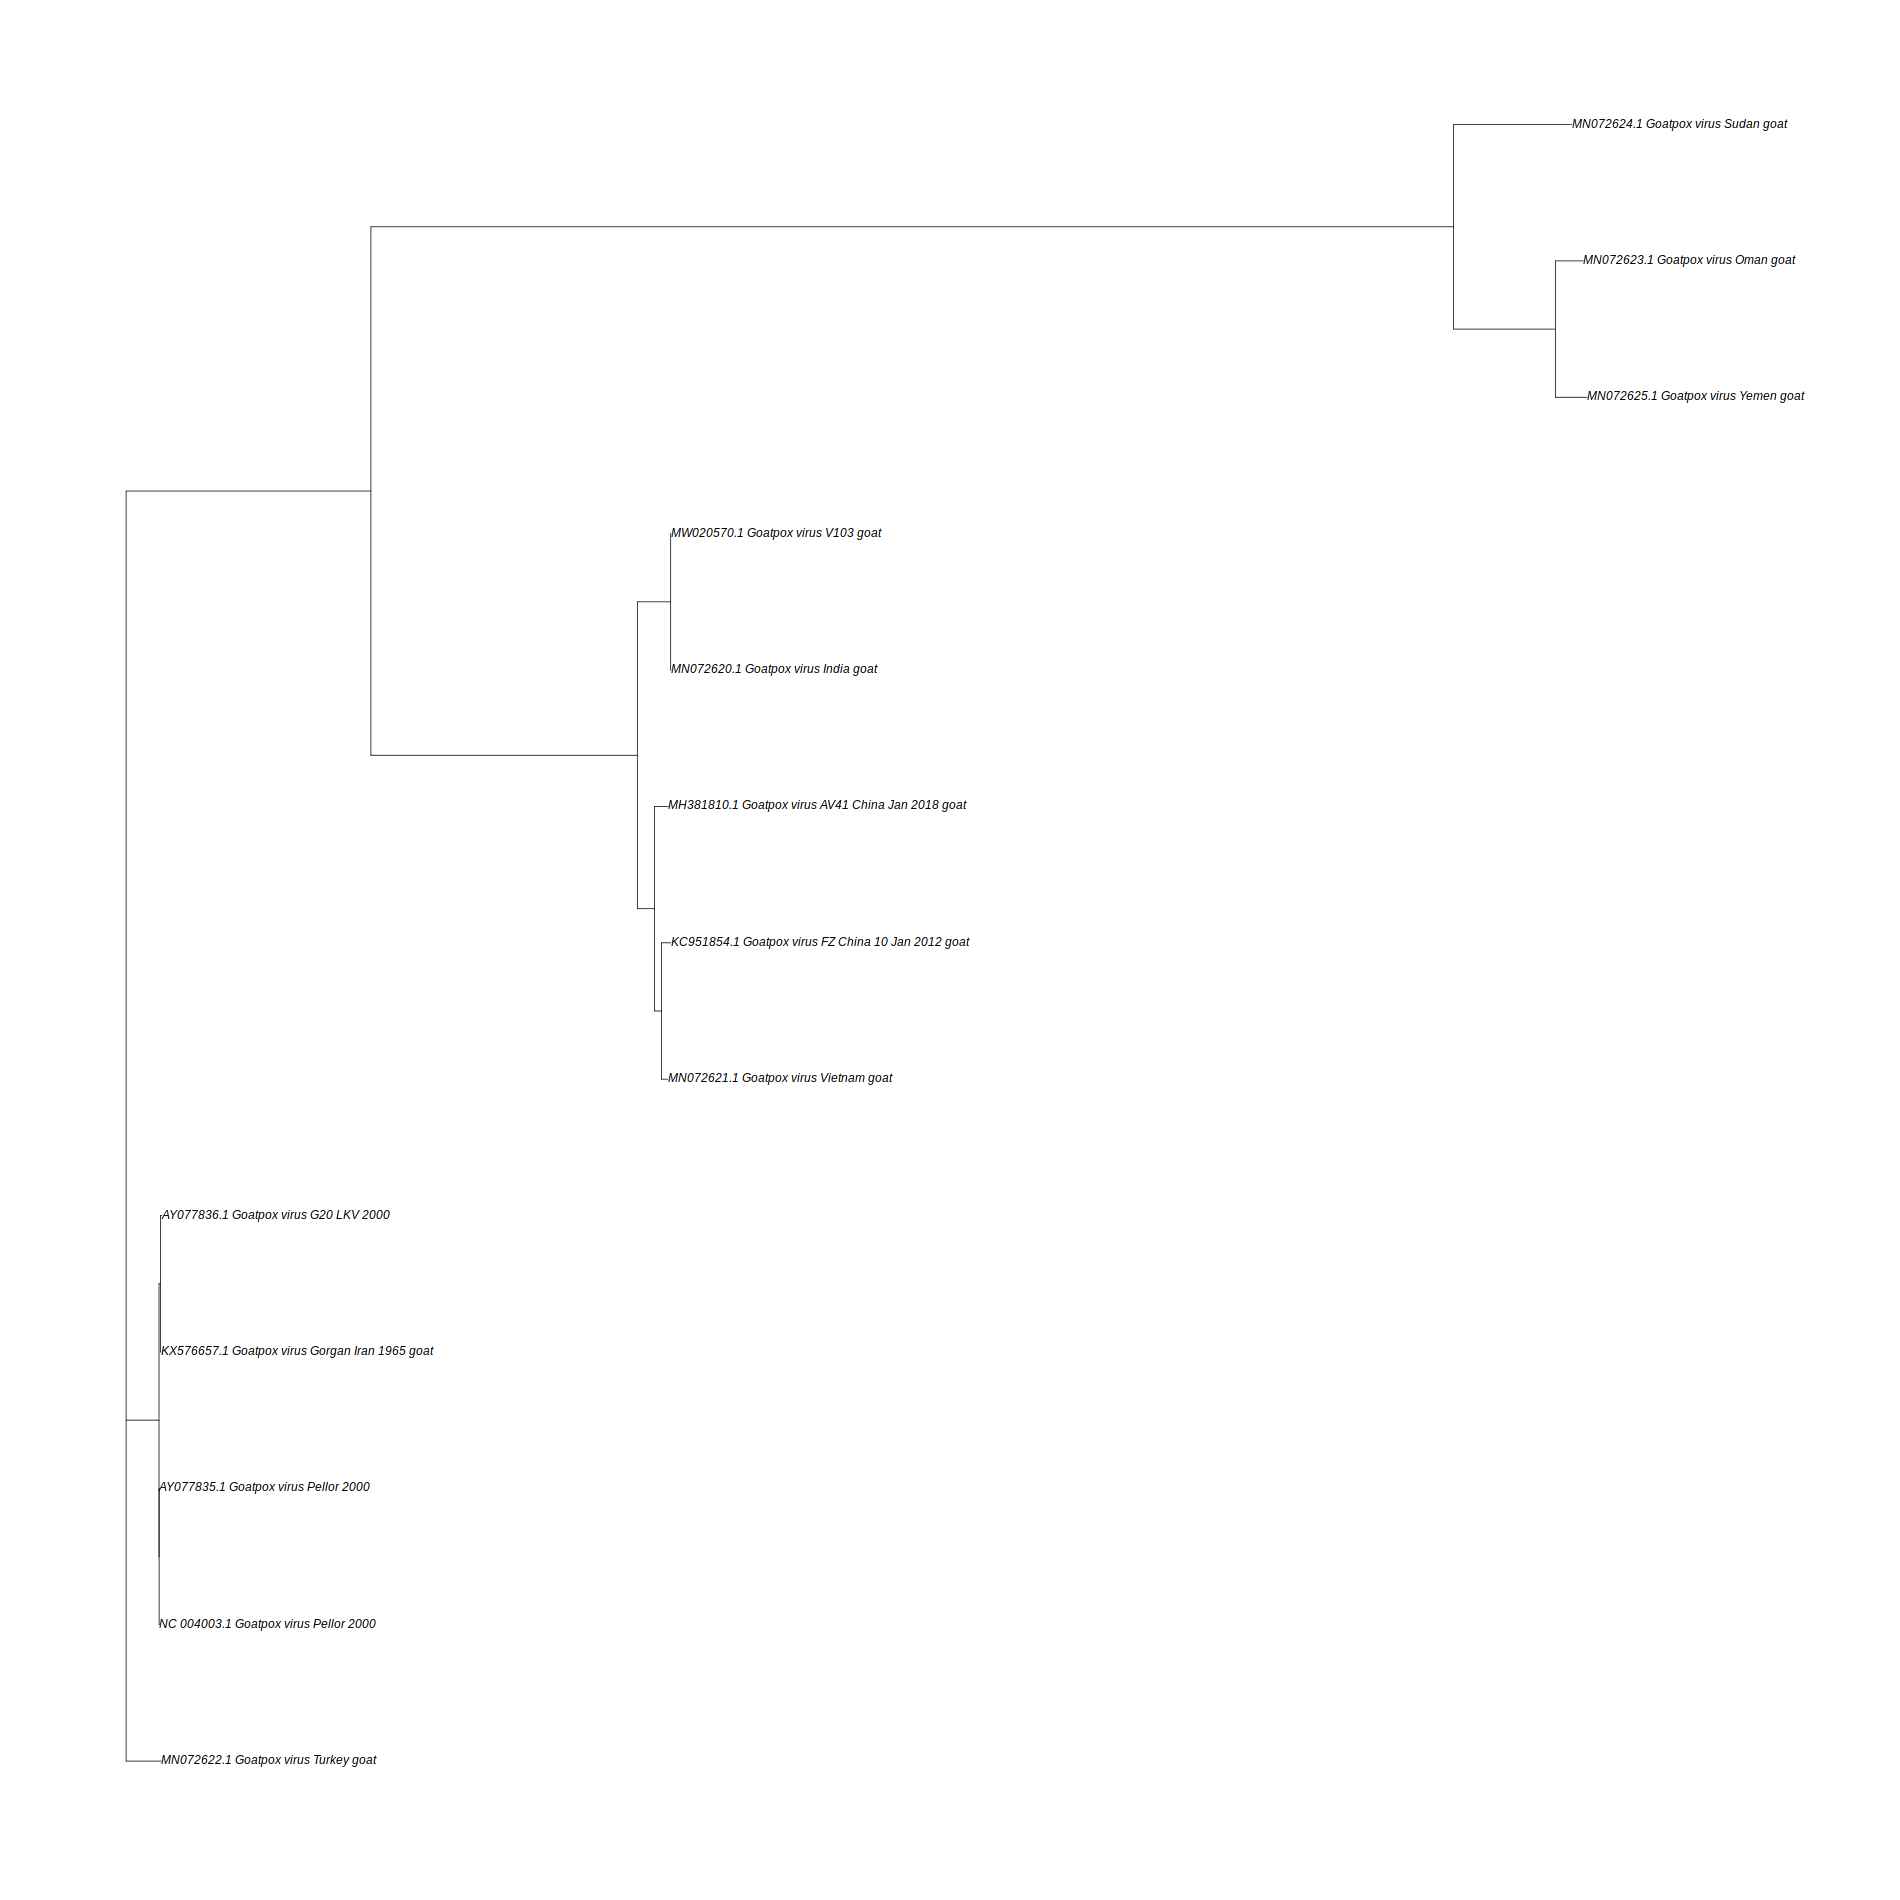 MN072624.1 Goatpox virus Sudan goat
MN072623.1 Goatpox virus Oman goat
MN072625.1 Goatpox virus Yemen goat
MW020570.1 Goatpox virus V103 goat
MN072620.1 Goatpox virus India goat
MH381810.1 Goatpox virus AV41 China Jan 2018 goat
KC951854.1 Goatpox virus FZ China 10 Jan 2012 goat
MN072621.1 Goatpox virus Vietnam goat
AY077836.1 Goatpox virus G20 LKV 2000
KX576657.1 Goatpox virus Gorgan Iran 1965 goat
AY077835.1 Goatpox virus Pellor 2000
NC 004003.1 Goatpox virus Pellor 2000
MN072622.1 Goatpox virus Turkey goat